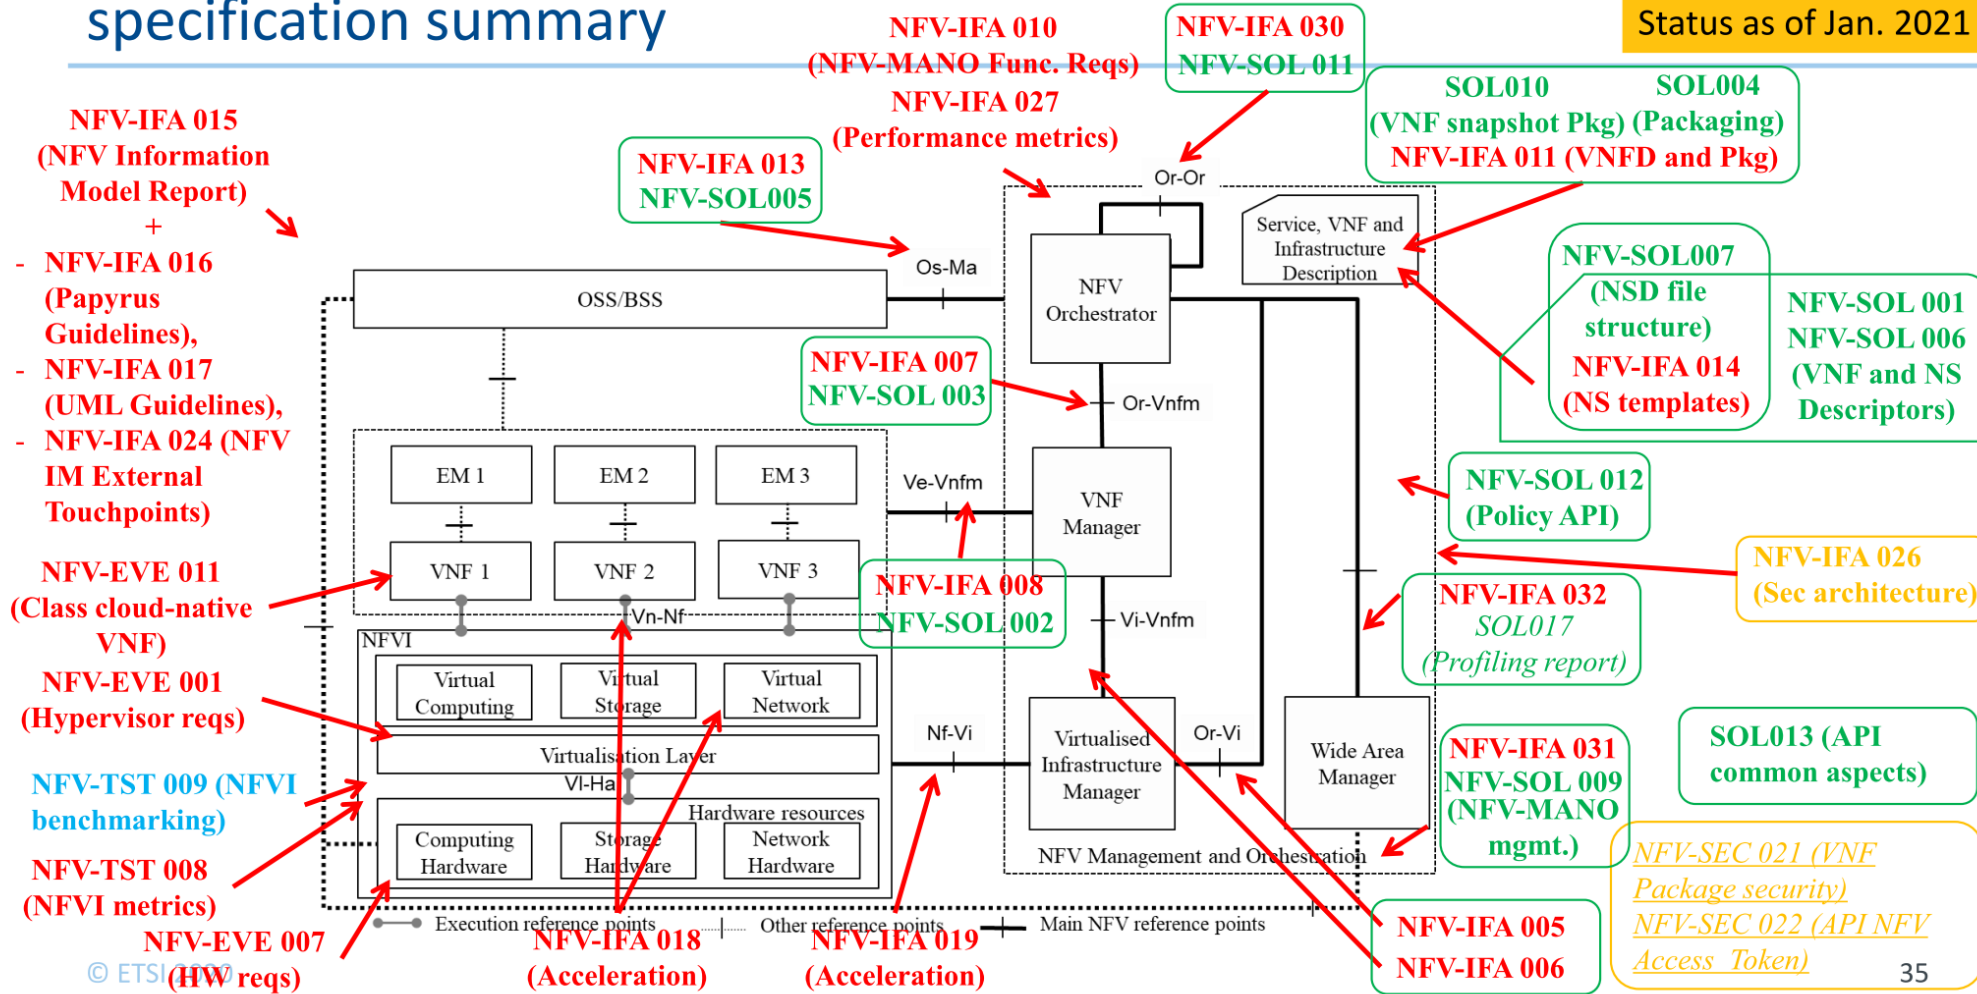 specification summary
Status as of Jan. 2021
NFV-IFA 010
(NFV-MANO Func. Reqs)
NFV-IFA 027
(Performance metrics)
NFV-IFA 030
NFV-SOL 011
SOL010
SOL004
(VNF snapshot Pkg) (Packaging)
NFV-IFA 011 (VNFD and Pkg)
NFV-IFA 015
(NFV Information
Model Report)
+
- NFV-IFA 016
(Papyrus
Guidelines),
- NFV-IFA 017
(UML Guidelines),
- NFV-IFA 024 (NFV
IM External
Touchpoints)
NFV-IFA 013
NFV-SOL005
Os-Ma
Or-Or
Service, VNF and
Infrastructure
Description
NFV-SOL007
(NSD file
structure)
NFV-IFA 014
(NS templates)
NFV-SOL 001
NFV-SOL 006
(VNF and NS
Descriptors)
OSS/BSS
NFV
Orchestrator
NFV-IFA 007
NFV-SOL 003
Or-Vnfm
EM 1
EM 2
EM 3
Ve-Vnfm
VNF
Manager
NFV-SOL 012
(Policy API)
NFV-EVE 011
(Class cloud-native
VNF)
VNF 1
VNF 2
VNF 3
NFV-IFA 008
NFV-SOL 002
Vn-Nf
Vi-Vnfm
NFV-IFA 026
(Sec architecture)
NFV-IFA 032
SOL017
(Profiling report)
NFVI
NFV-EVE 001
(Hypervisor reqs)
Virtual
Computing
Virtual
Storage
Virtual
Network
Virtualisation Layer
Nf-Vi
Virtualised
Infrastructure
Manager
Or-Vi
Wide Area
Manager
NFV-IFA 031
NFV-SOL 009
(NFV-MANO
mgmt.)
SOL013 (API
common aspects)
NFV-TST 009 (NFVI
benchmarking)
Vl-Ha
Hardware resources
Computing
Hardware
Storage
Hardware
Network
Hardware
NFV Management and Orchestration
NFV-TST 008
(NFVI metrics)
NFV-SEC 021 (VNF
Package security)
NFV-SEC 022 (API NFV
Access Token)
Execution reference points
Other reference points
Main NFV reference points
NFV-EVE 007
(HW reqs)
NFV-IFA 018
(Acceleration)
NFV-IFA 019
(Acceleration)
NFV-IFA 005
NFV-IFA 006
© ETSI 2020
35